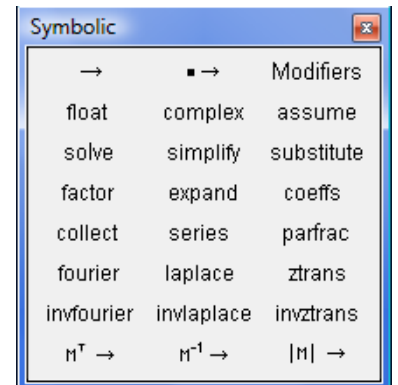 Symbolic
→ ▪→ Modifiers
float complex assume
solve simplify substitute
factor expand coeffs
collect series parfrac
fourier laplace ztrans
invfourier invlaplace invztrans
Mᵀ → M⁻¹ → |M| →